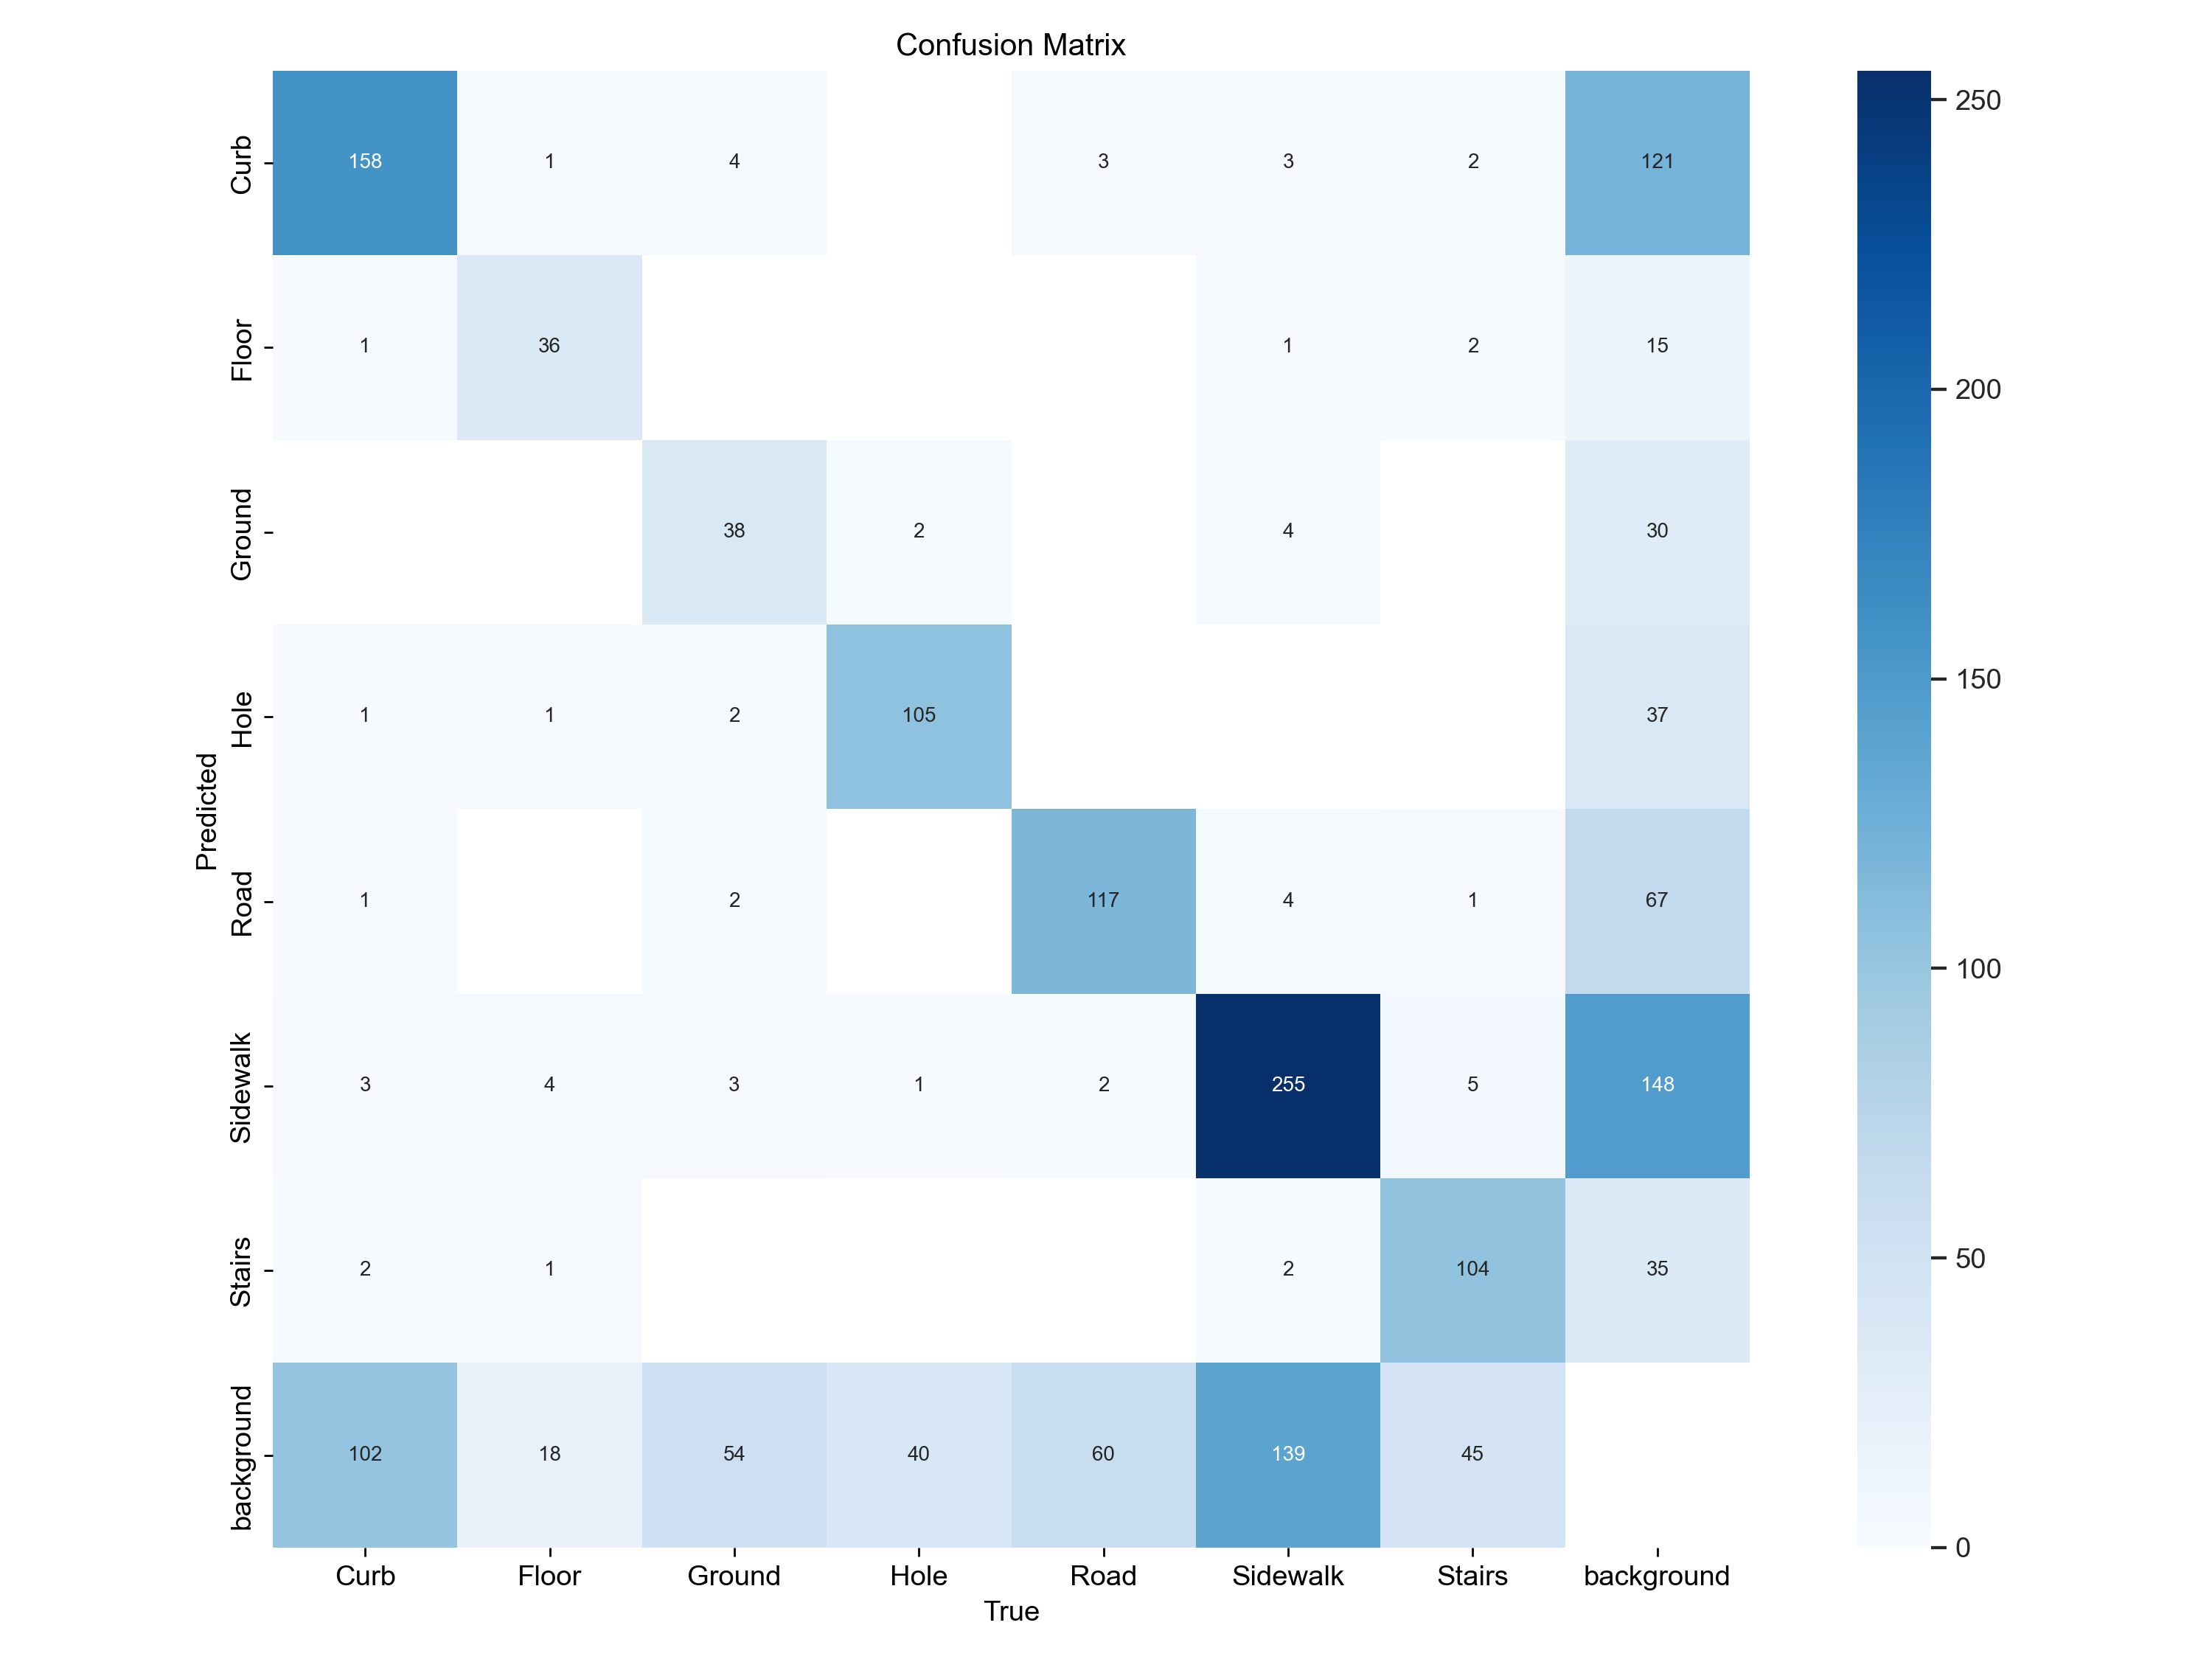 Confusion Matrix
Curb 158 1 4 3 3 2 121
Floor 1 36 1 2 15
Ground 38 2 4 30
Hole 1 1 2 105 37
Road 1 2 117 4 1 67
Sidewalk 3 4 3 1 2 255 5 148
Stairs 2 1 2 104 35
background 102 18 54 40 60 139 45
Predicted
Curb Floor Ground Hole Road Sidewalk Stairs background
True
250
200
150
100
50
0